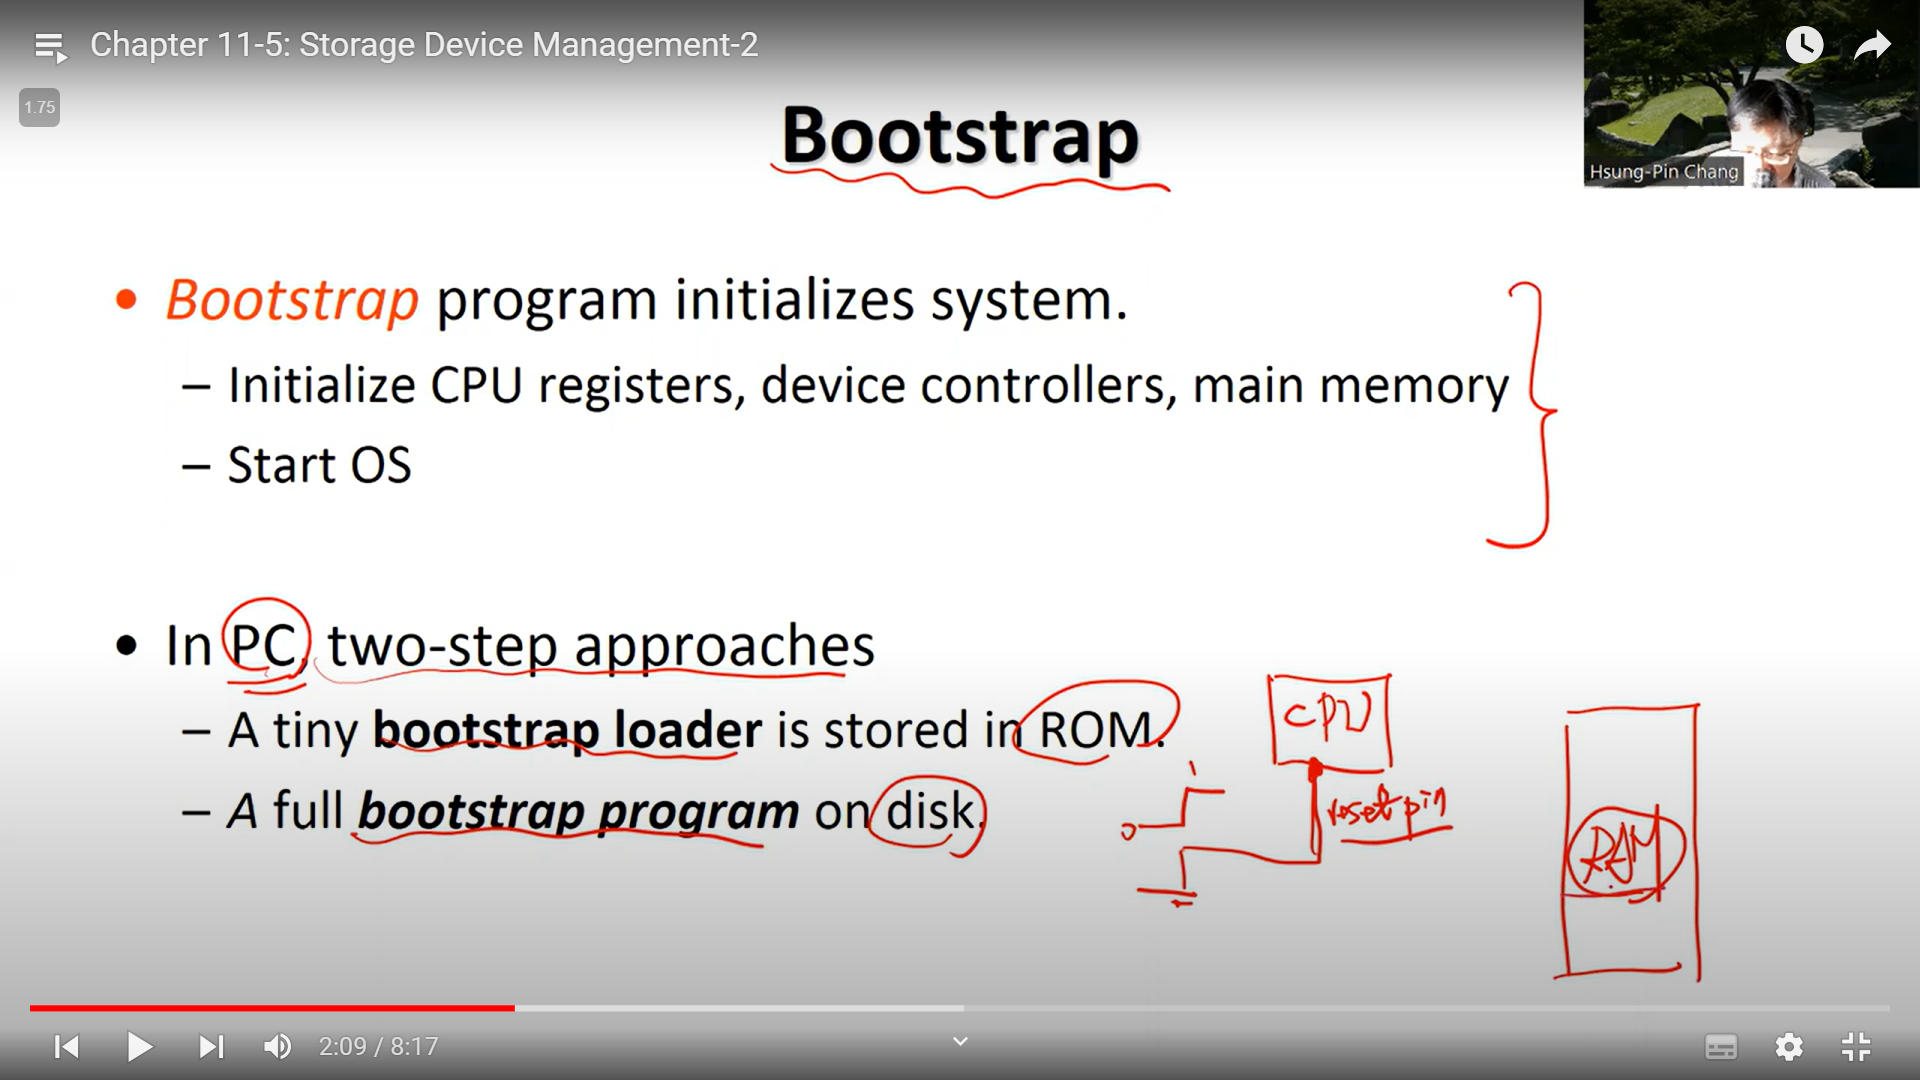 Chapter 11-5: Storage Device Management-2
1.75
Hsung-Pin Chang
Bootstrap
• Bootstrap program initializes system.
– Initialize CPU registers, device controllers, main memory
– Start OS
• In PC, two-step approaches
– A tiny bootstrap loader is stored in ROM.
– A full bootstrap program on disk.
CPU
reset pin
RAM
2:09 / 8:17